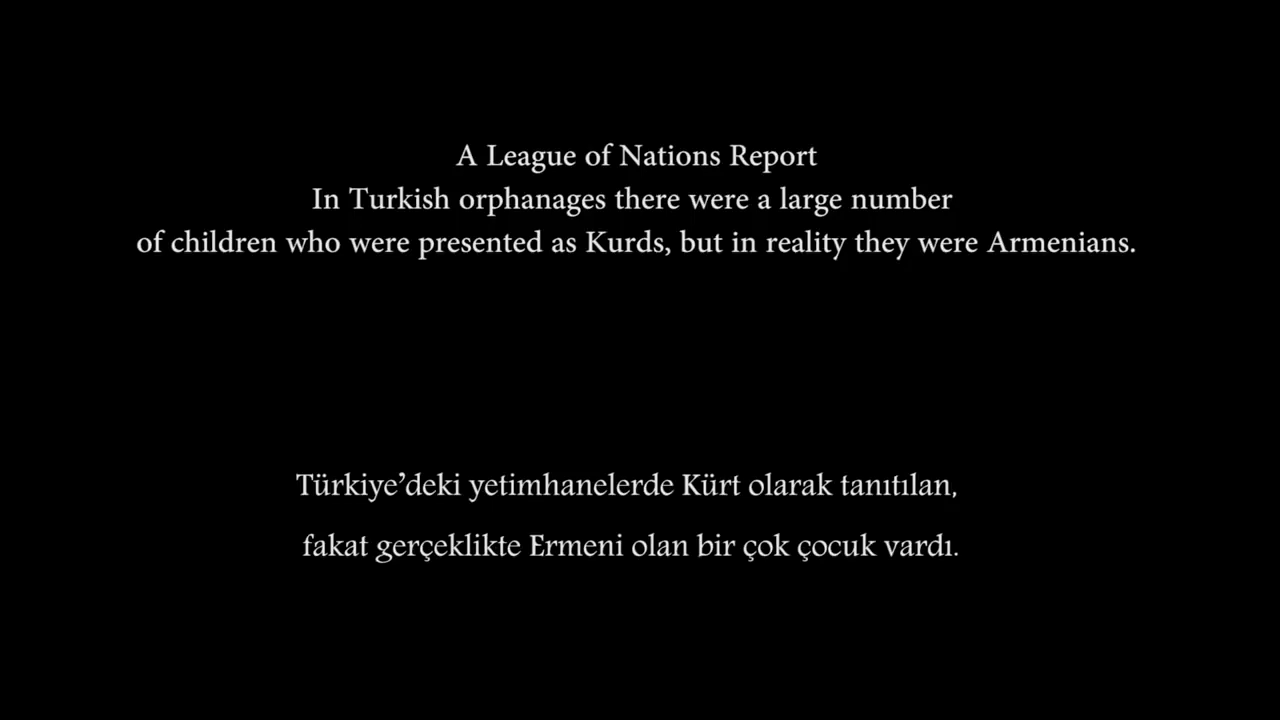 A League of Nations Report
In Turkish orphanages there were a large number
of children who were presented as Kurds, but in reality they were Armenians.
Türkiye’deki yetimhanelerde Kürt olarak tanıtılan,
fakat gerçeklikte Ermeni olan bir çok çocuk vardı.